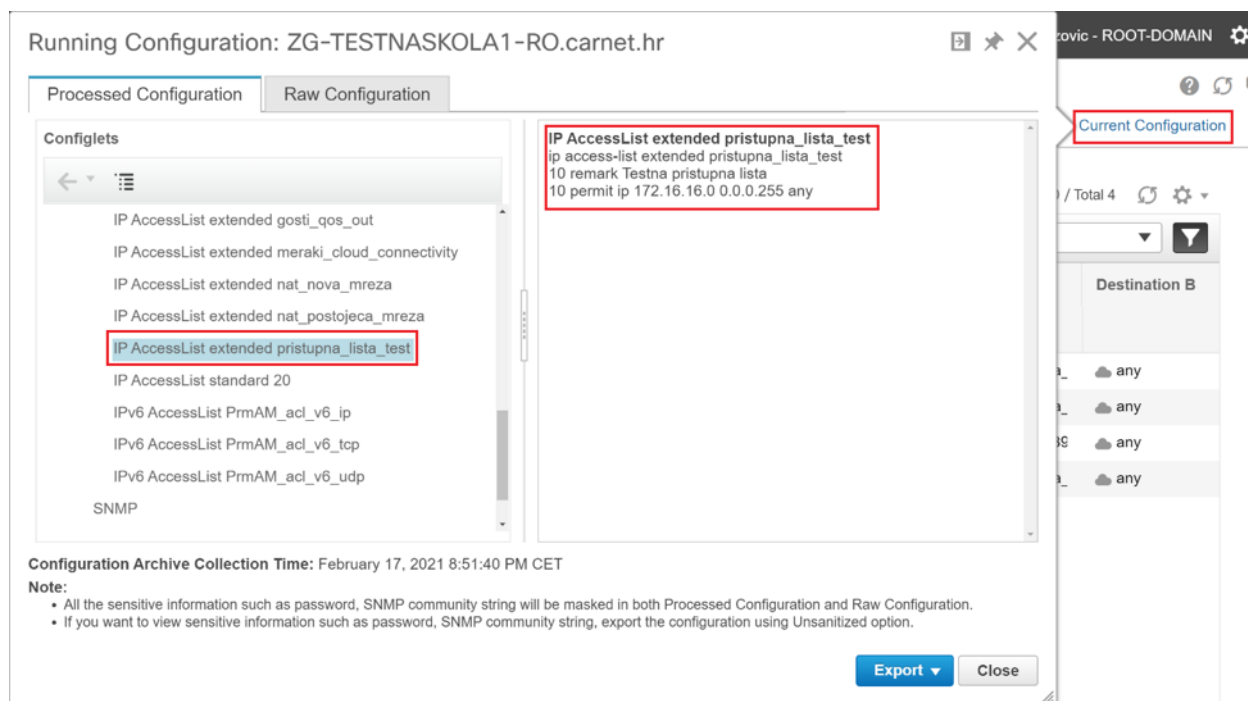 Running Configuration: ZG-TESTNASKOLA1-RO.carnet.hr
ROOT-DOMAIN
Processed Configuration
Raw Configuration
Current Configuration
Configlets
IP AccessList extended gosti_qos_out
IP AccessList extended meraki_cloud_connectivity
IP AccessList extended nat_nova_mreza
IP AccessList extended nat_postojeca_mreza
IP AccessList extended pristupna_lista_test
IP AccessList standard 20
IPv6 AccessList PrmAM_acl_v6_ip
IPv6 AccessList PrmAM_acl_v6_tcp
IPv6 AccessList PrmAM_acl_v6_udp
SNMP
IP AccessList extended pristupna_lista_test
ip access-list extended pristupna_lista_test
10 remark Testna pristupna lista
10 permit ip 172.16.16.0 0.0.0.255 any
/ Total 4
Destination B
any
any
any
any
Configuration Archive Collection Time: February 17, 2021 8:51:40 PM CET
Note:
• All the sensitive information such as password, SNMP community string will be masked in both Processed Configuration and Raw Configuration.
• If you want to view sensitive information such as password, SNMP community string, export the configuration using Unsanitized option.
Export
Close